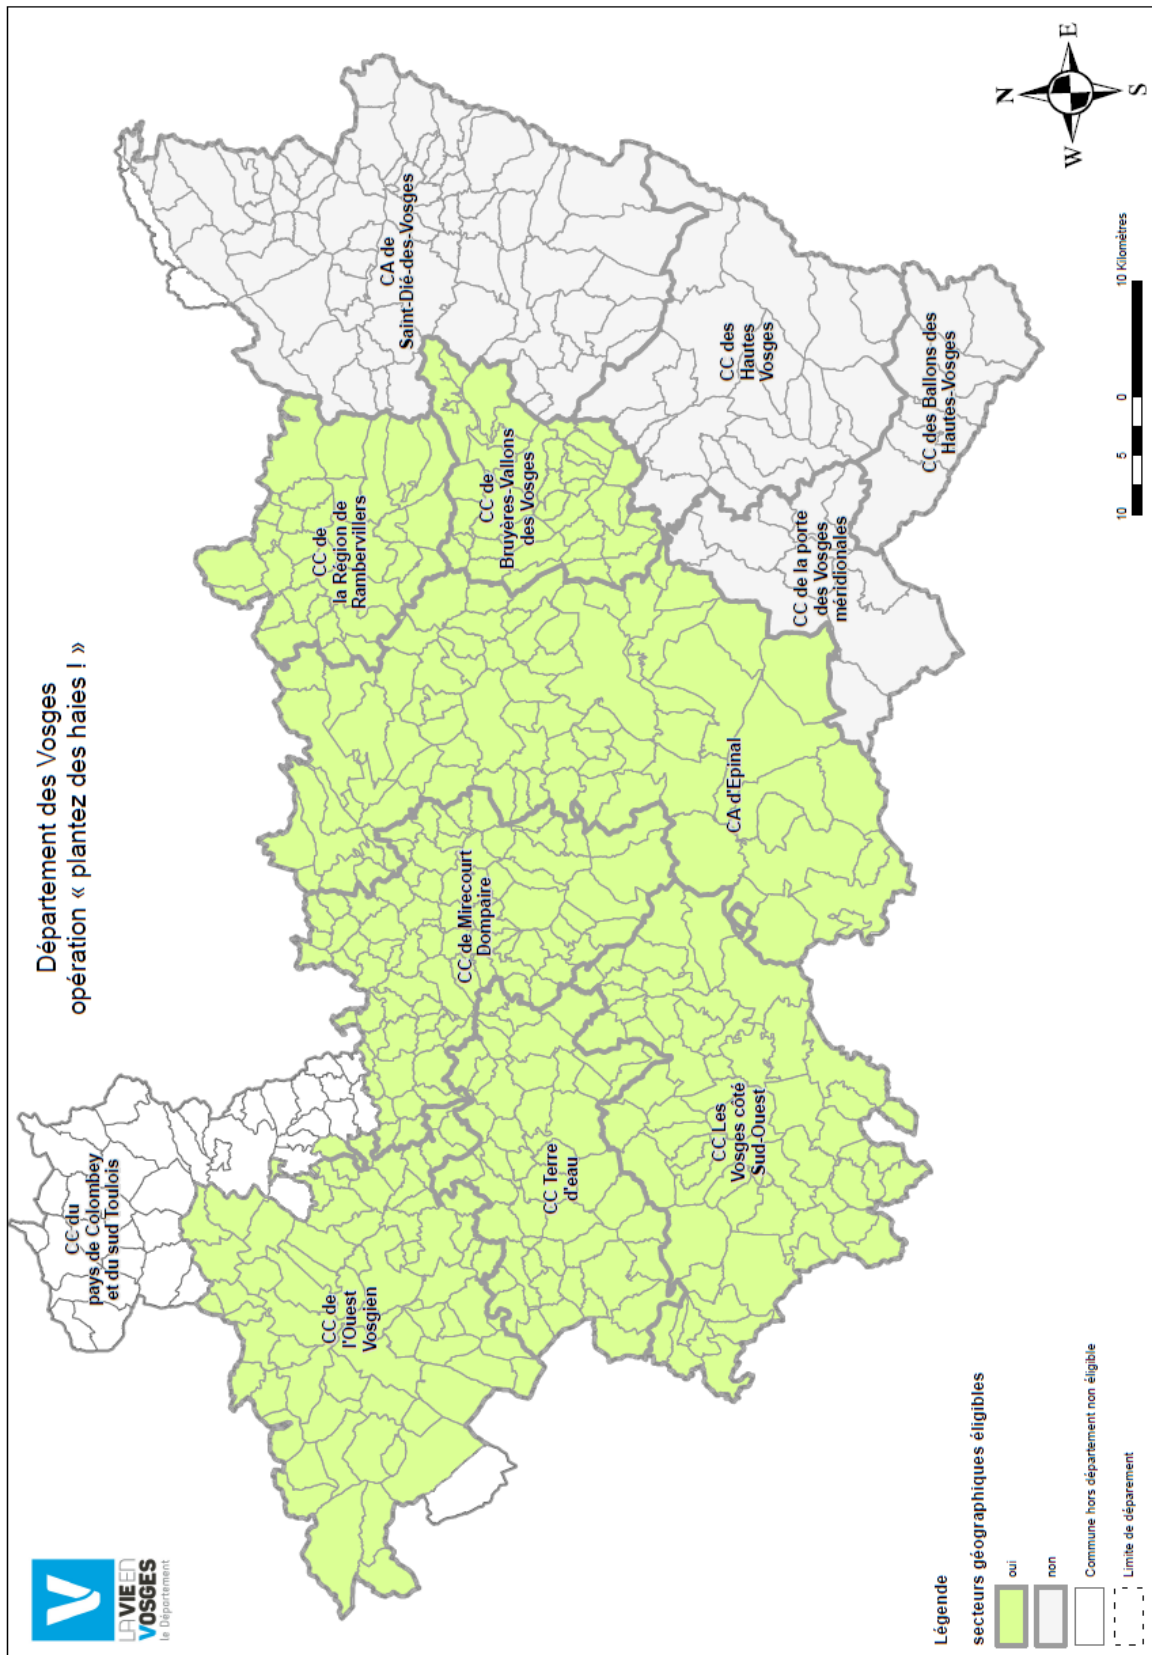 Département des Vosges
opération « plantez des haies ! »
CC du
pays de Colombey
et du sud Toulois
CC de
l'Ouest
Vosgien
CC Terre
d'eau
CC Les
Vosges côté
Sud-Ouest
CC de Mirecourt
Dompaire
CA d'Epinal
CC de
la Région de
Rambervillers
CC de
Bruyères-Vallons
des Vosges
CA de
Saint-Dié-des-Vosges
CC des
Hautes
Vosges
CC de la porte
des Vosges
méridionales
CC des Ballons des
Hautes-Vosges
N
W
E
S
10 5 0 10 Kilomètres
V
LA VIE EN
VOSGES
le Département
Légende
secteurs géographiques éligibles
oui
non
Commune hors département non éligible
Limite de déparement